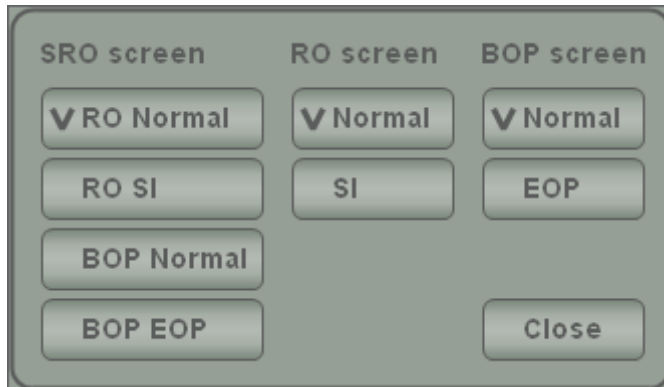 SRO screen
RO screen
BOP screen
RO Normal
Normal
Normal
RO SI
SI
EOP
BOP Normal
BOP EOP
Close